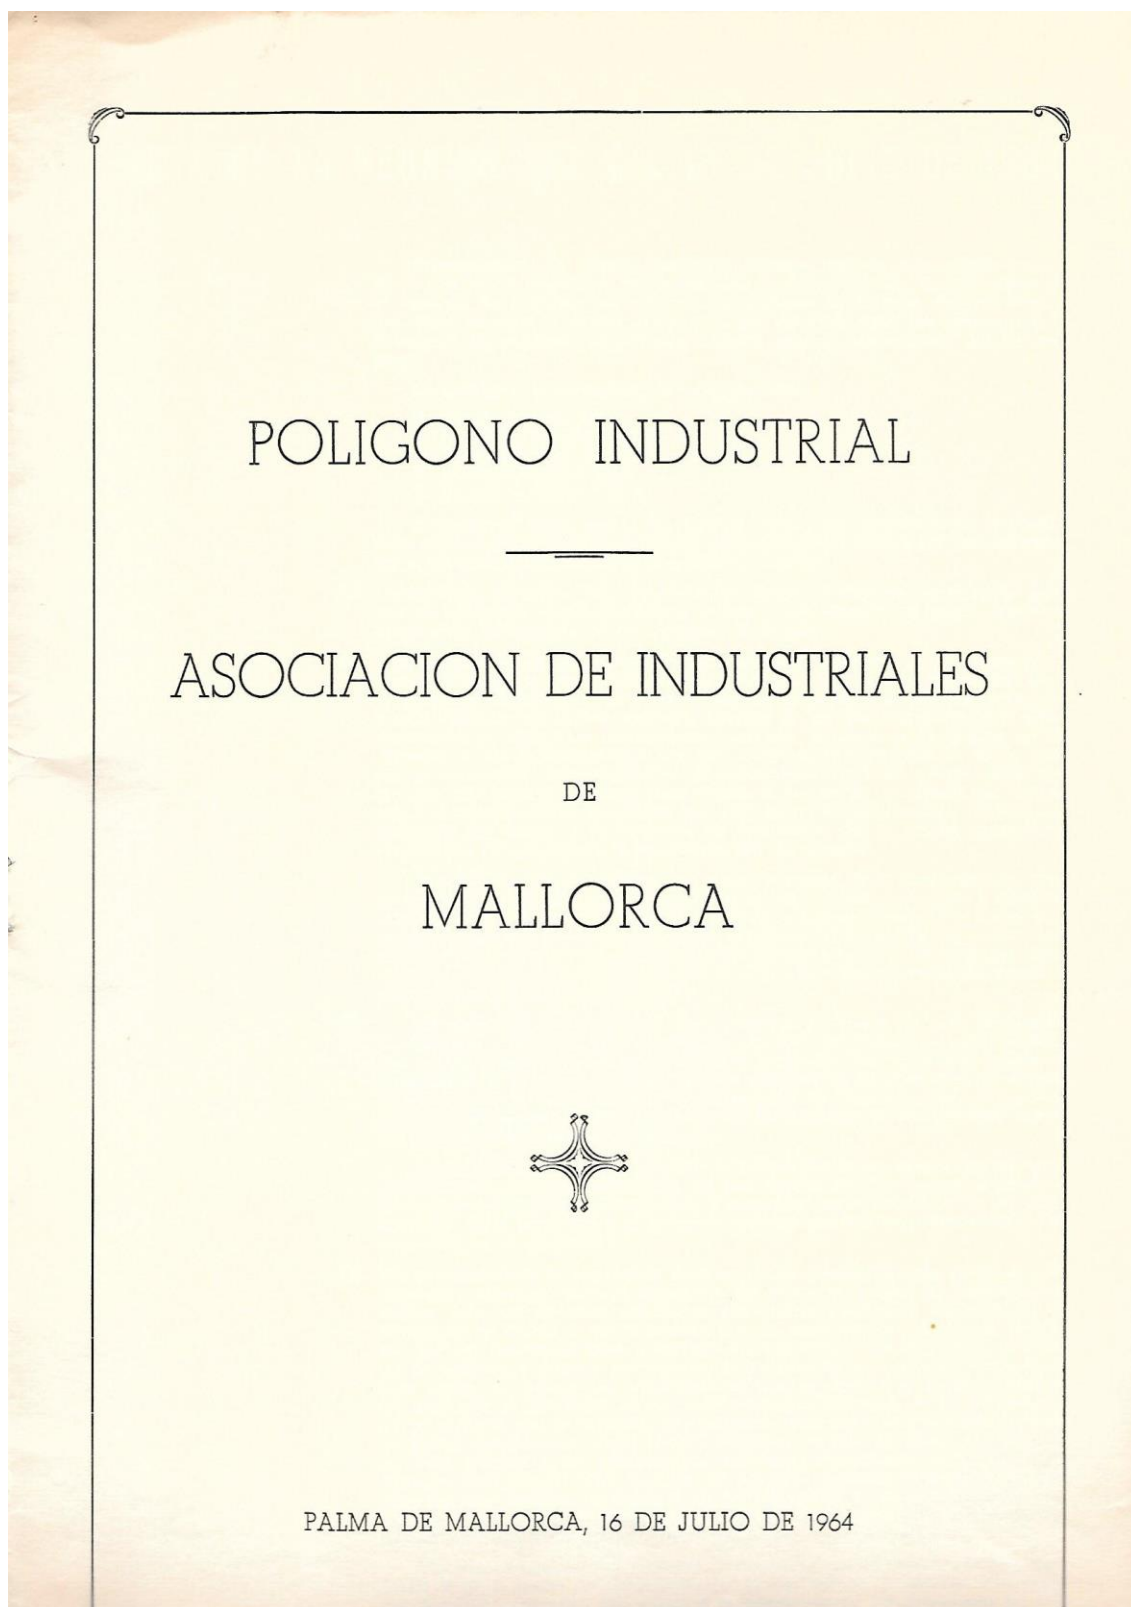 POLIGONO INDUSTRIAL
ASOCIACION DE INDUSTRIALES
DE
MALLORCA
PALMA DE MALLORCA, 16 DE JULIO DE 1964